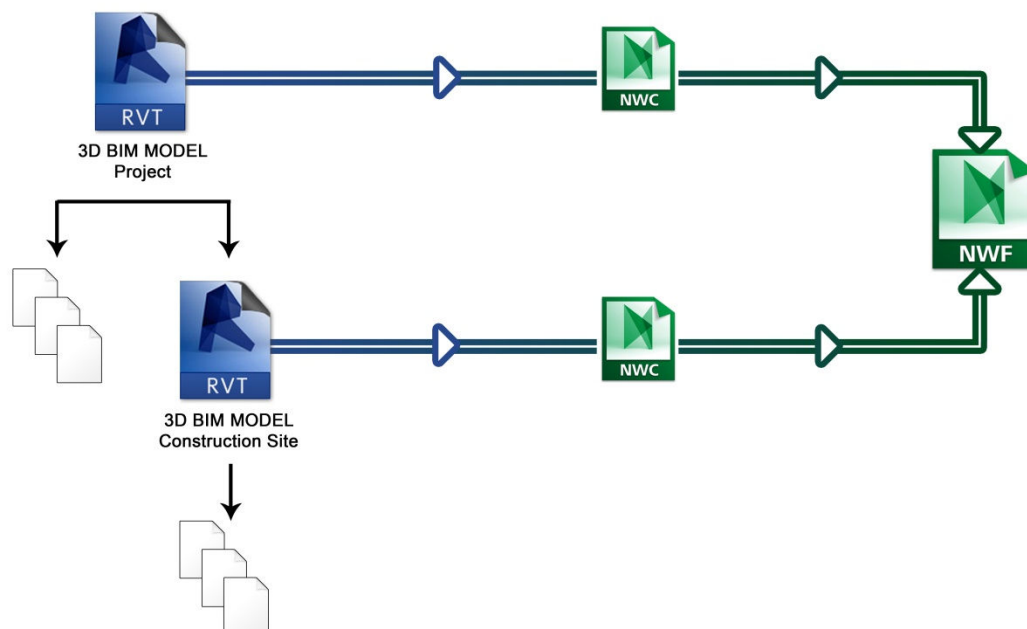 RVT
3D BIM MODEL
Project
NWC
NWF
RVT
3D BIM MODEL
Construction Site
NWC